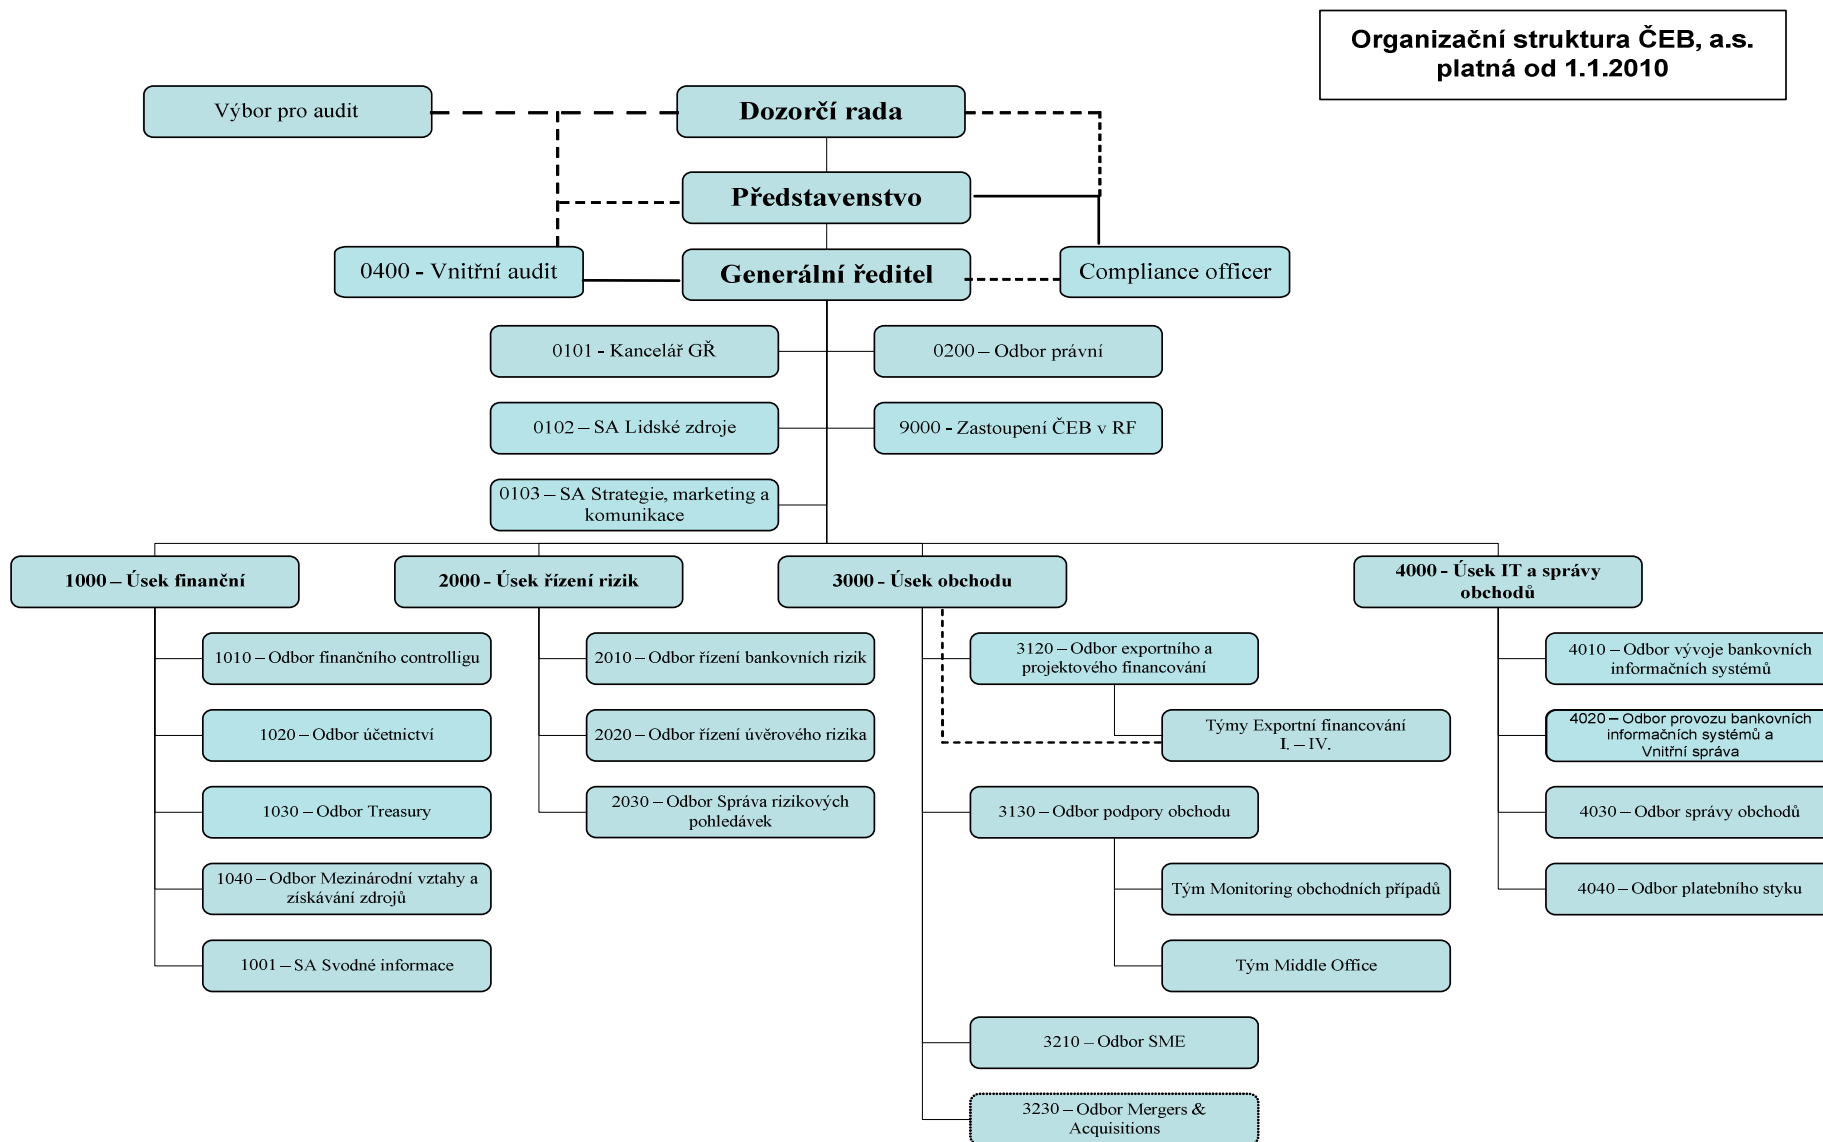 Organizační struktura ČEB, a.s.
platná od 1.1.2010
Výbor pro audit
Dozorčí rada
Představenstvo
0400 - Vnitřní audit
Generální ředitel
Compliance officer
0101 - Kancelář GŘ
0200 – Odbor právní
0102 – SA Lidské zdroje
9000 - Zastoupení ČEB v RF
0103 – SA Strategie, marketing a
komunikace
1000 – Úsek finanční
2000 - Úsek řízení rizik
3000 - Úsek obchodu
4000 - Úsek IT a správy
obchodů
1010 – Odbor finančního controlligu
1020 – Odbor účetnictví
1030 – Odbor Treasury
1040 – Odbor Mezinárodní vztahy a
získávání zdrojů
1001 – SA Svodné informace
2010 – Odbor řízení bankovních rizik
2020 – Odbor řízení úvěrového rizika
2030 – Odbor Správa rizikových
pohledávek
3120 – Odbor exportního a
projektového financování
Týmy Exportní financování
I. – IV.
3130 – Odbor podpory obchodu
Tým Monitoring obchodních případů
Tým Middle Office
3210 – Odbor SME
3230 – Odbor Mergers &
Acquisitions
4010 – Odbor vývoje bankovních
informačních systémů
4020 – Odbor provozu bankovních
informačních systémů a
Vnitřní správa
4030 – Odbor správy obchodů
4040 – Odbor platebního styku